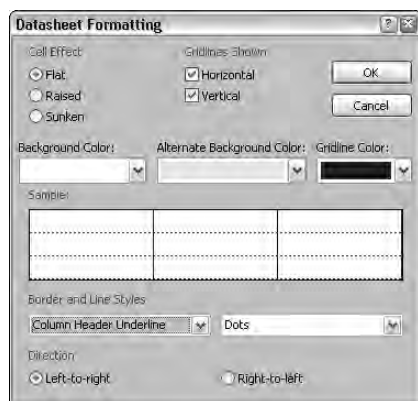 Datasheet Formatting
Cell Effect
Gridlines Shown
Flat
Horizontal
OK
Raised
Vertical
Sunken
Cancel
Background Color: Alternate Background Color: Gridline Color:
Sample:
Border and Line Styles
Column Header Underline Dots
Direction
Left-to-right Right-to-left